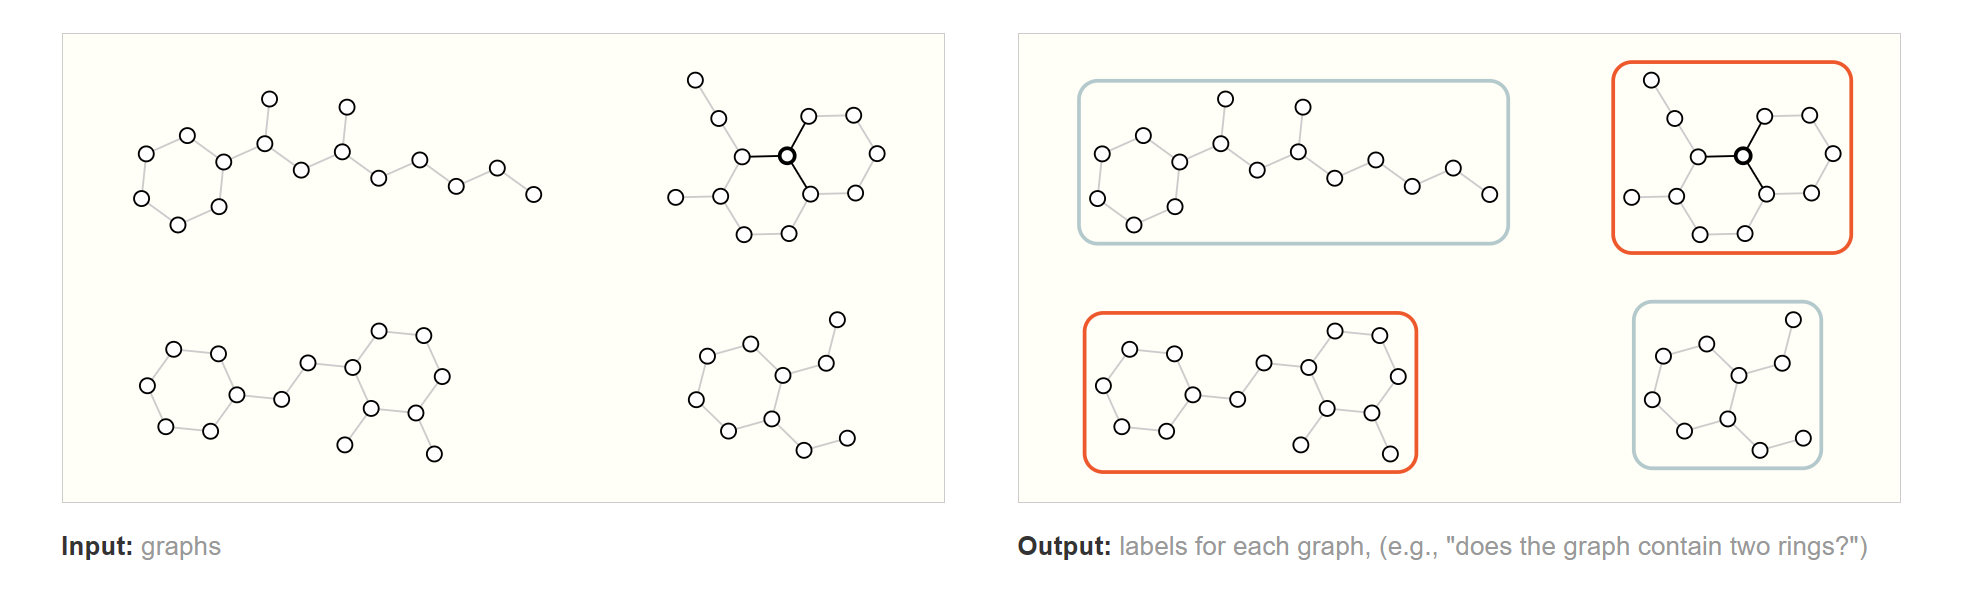 Input: graphs
Output: labels for each graph, (e.g., "does the graph contain two rings?")